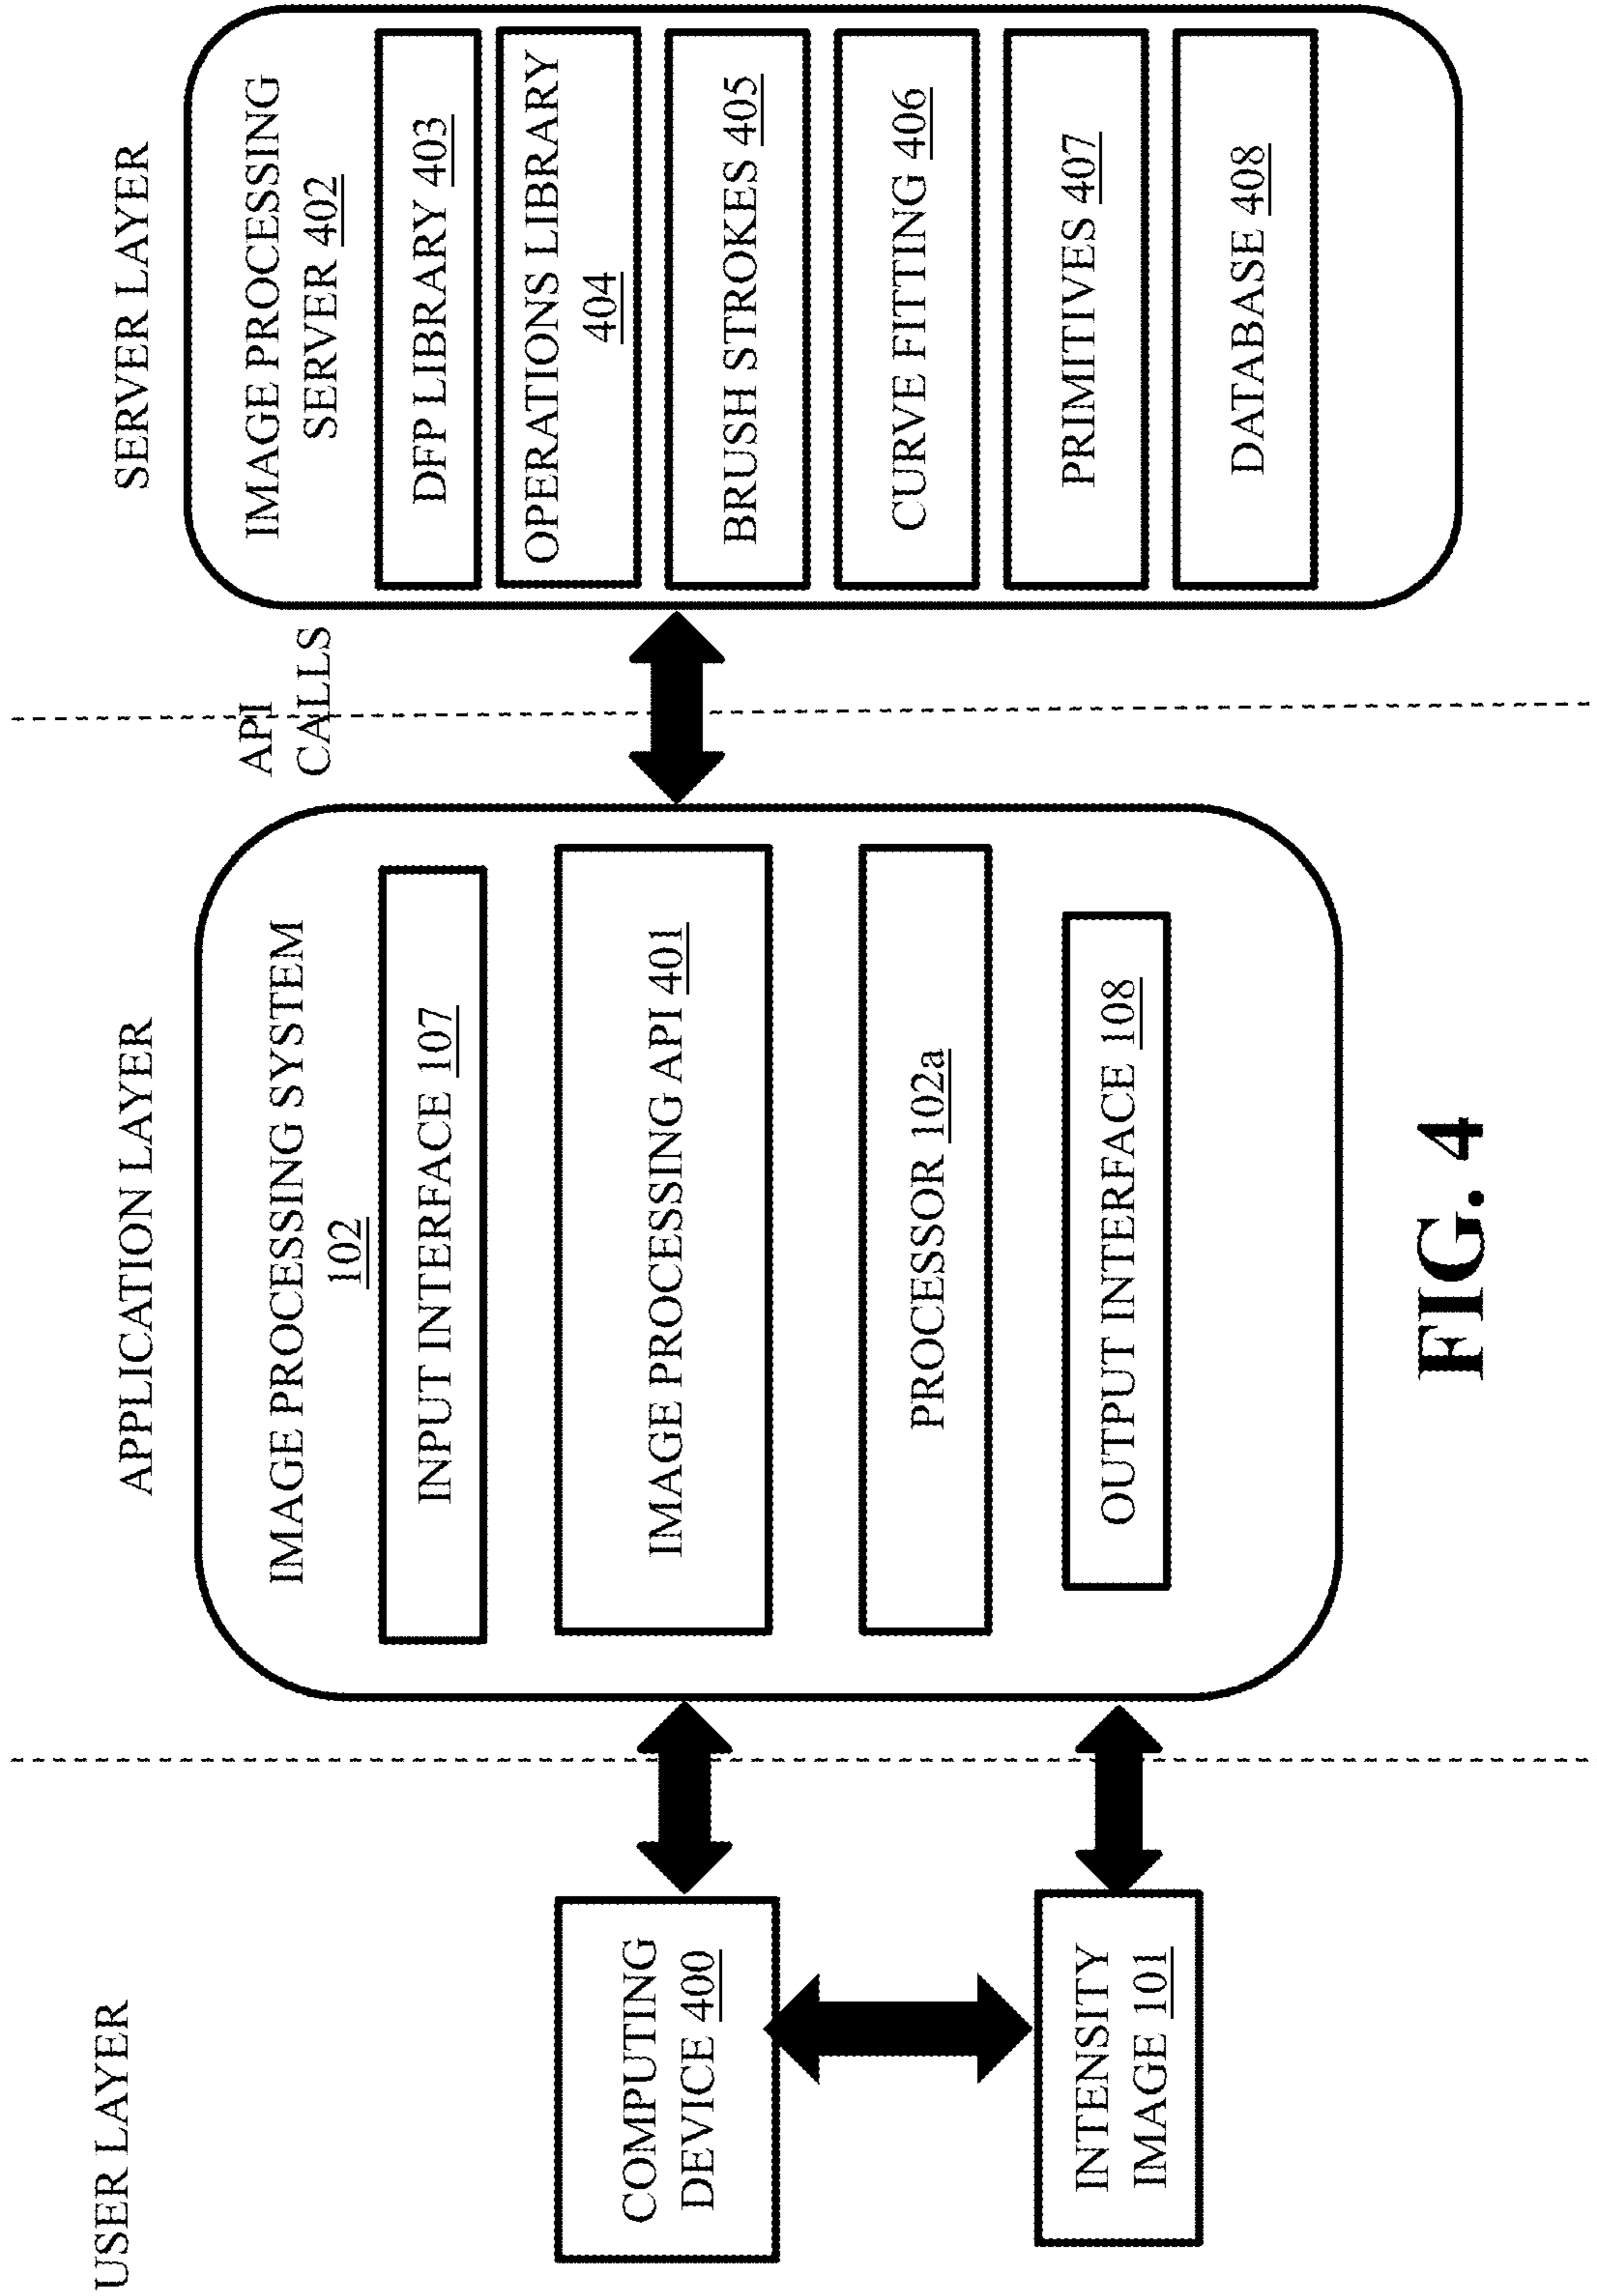 USER LAYER
COMPUTING
DEVICE 400
INTENSITY
IMAGE 101
APPLICATION LAYER
IMAGE PROCESSING SYSTEM
102
INPUT INTERFACE 107
IMAGE PROCESSING API 401
PROCESSOR 102a
OUTPUT INTERFACE 108
API
CALLS
SERVER LAYER
IMAGE PROCESSING
SERVER 402
DFP LIBRARY 403
OPERATIONS LIBRARY
404
BRUSH STROKES 405
CURVE FITTING 406
PRIMITIVES 407
DATABASE 408
FIG. 4